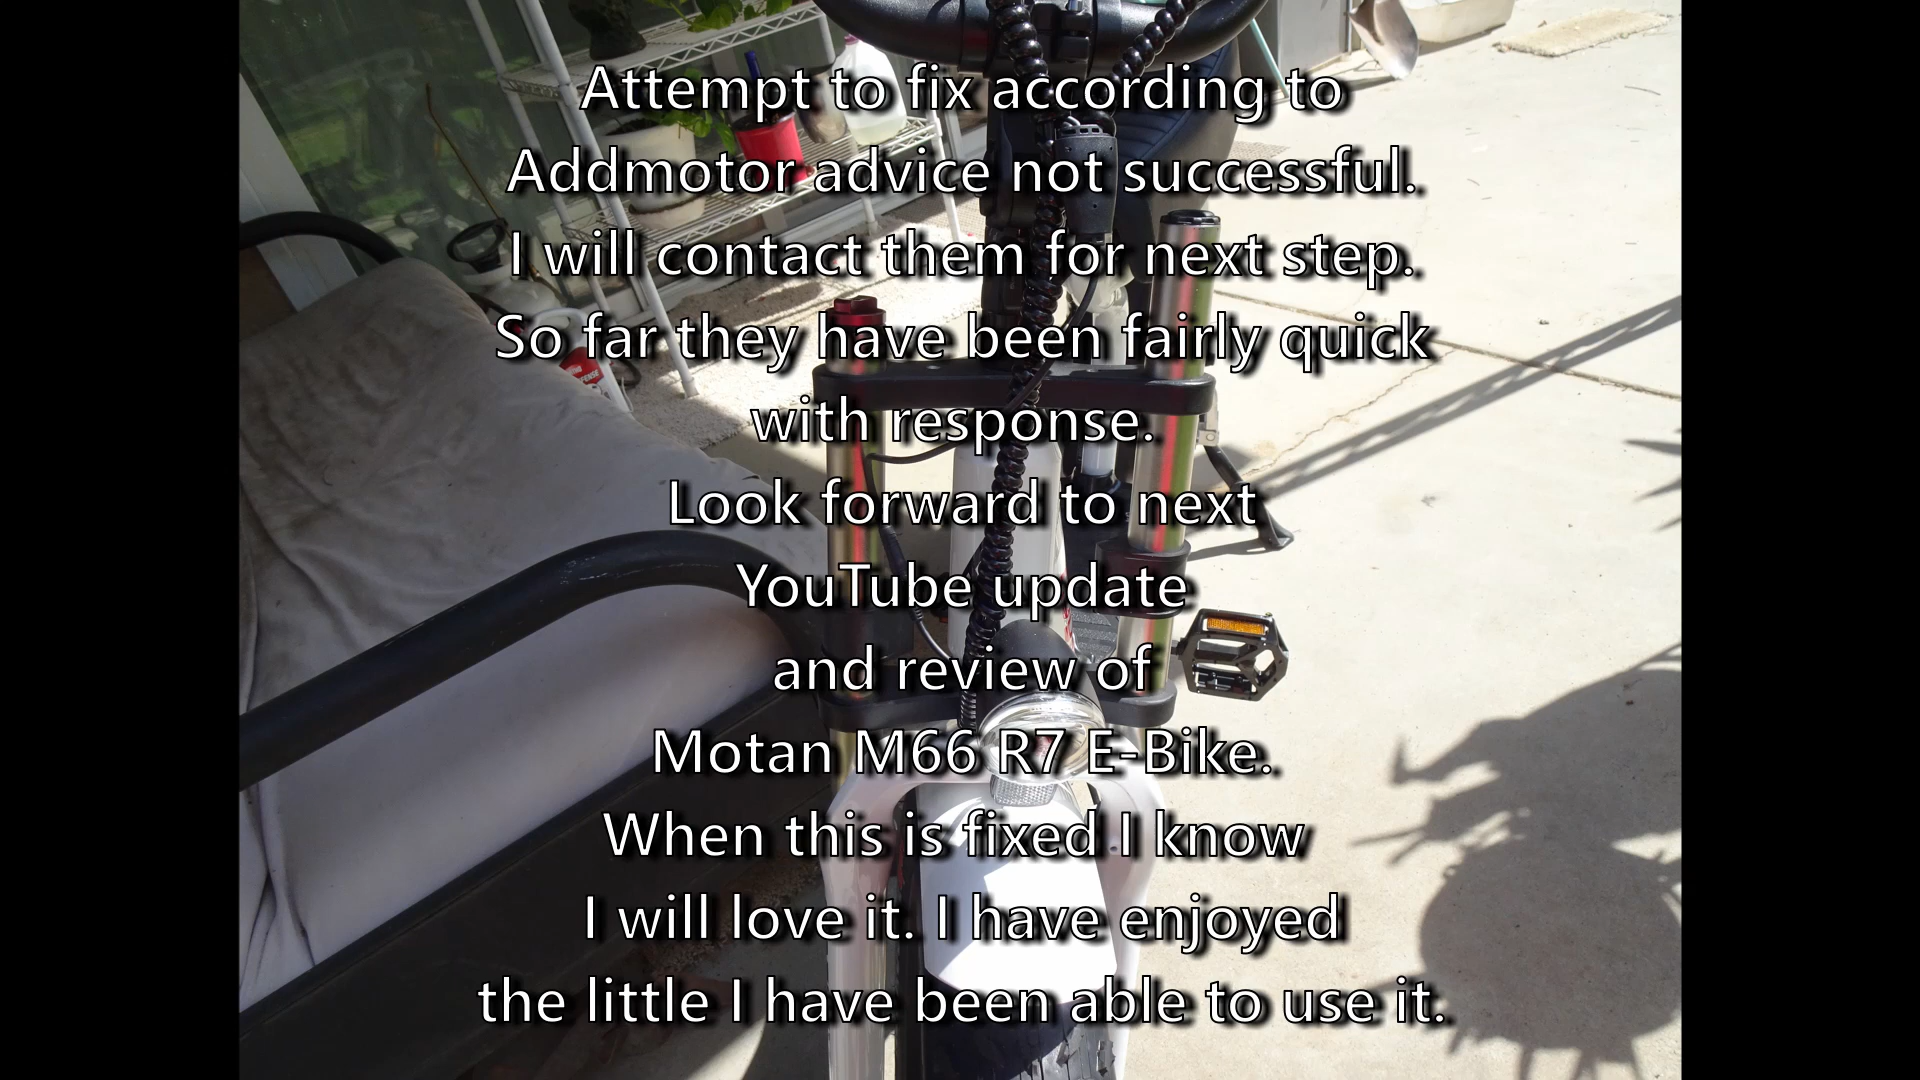 Attempt to fix according to
Addmotor advice not successful.
I will contact them for next step.
So far they have been fairly quick
with response.
Look forward to next
YouTube update
and review of
Motan M66 R7 E-Bike.
When this is fixed I know
I will love it. I have enjoyed
the little I have been able to use it.